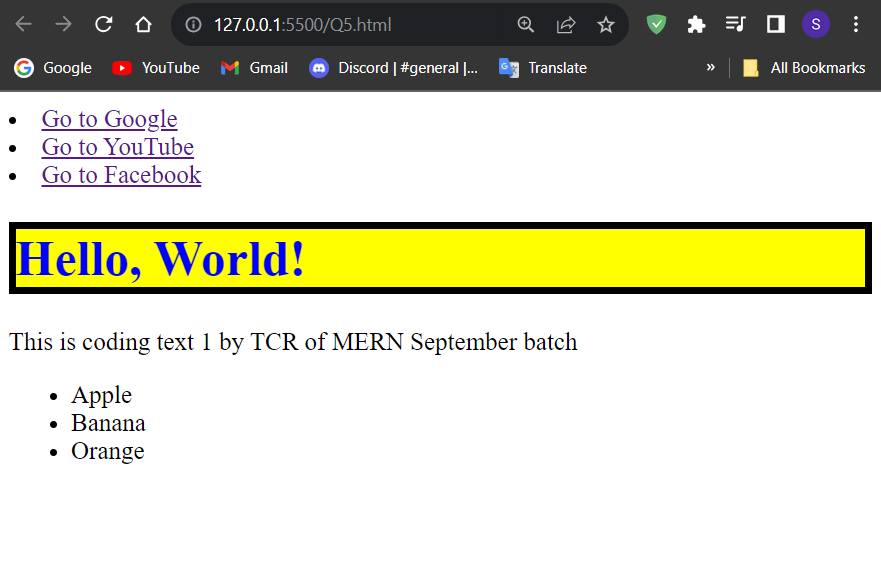 127.0.0.1:5500/Q5.html
S
Google YouTube Gmail Discord | #general |... Translate » All Bookmarks
Go to Google
Go to YouTube
Go to Facebook
Hello, World!
This is coding text 1 by TCR of MERN September batch
Apple
Banana
Orange